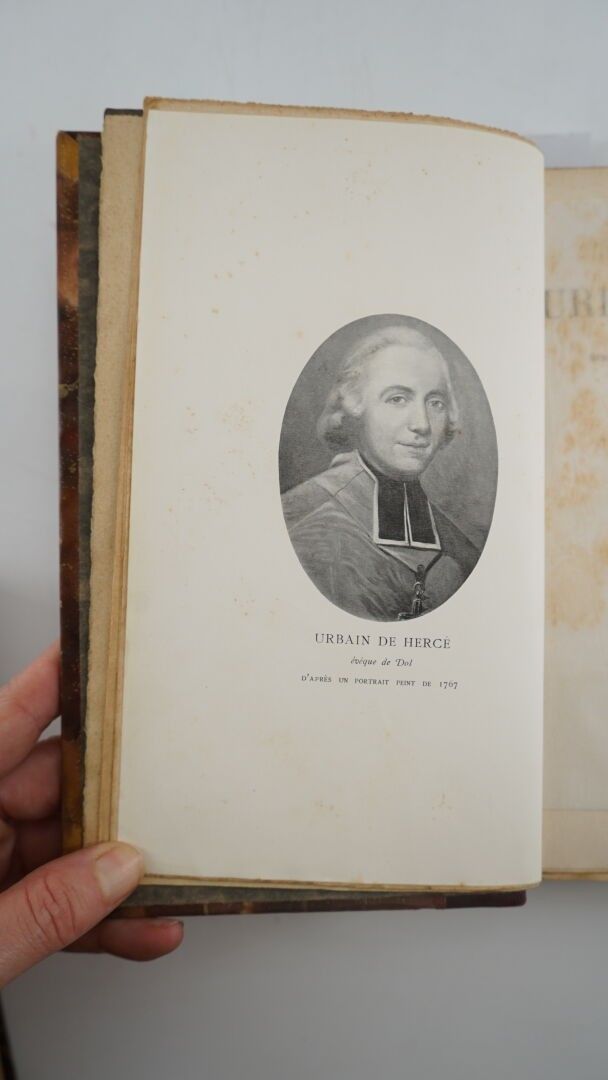 URBAIN DE HERCÉ
évêque de Dol
D'APRÈS UN PORTRAIT PEINT DE 1767